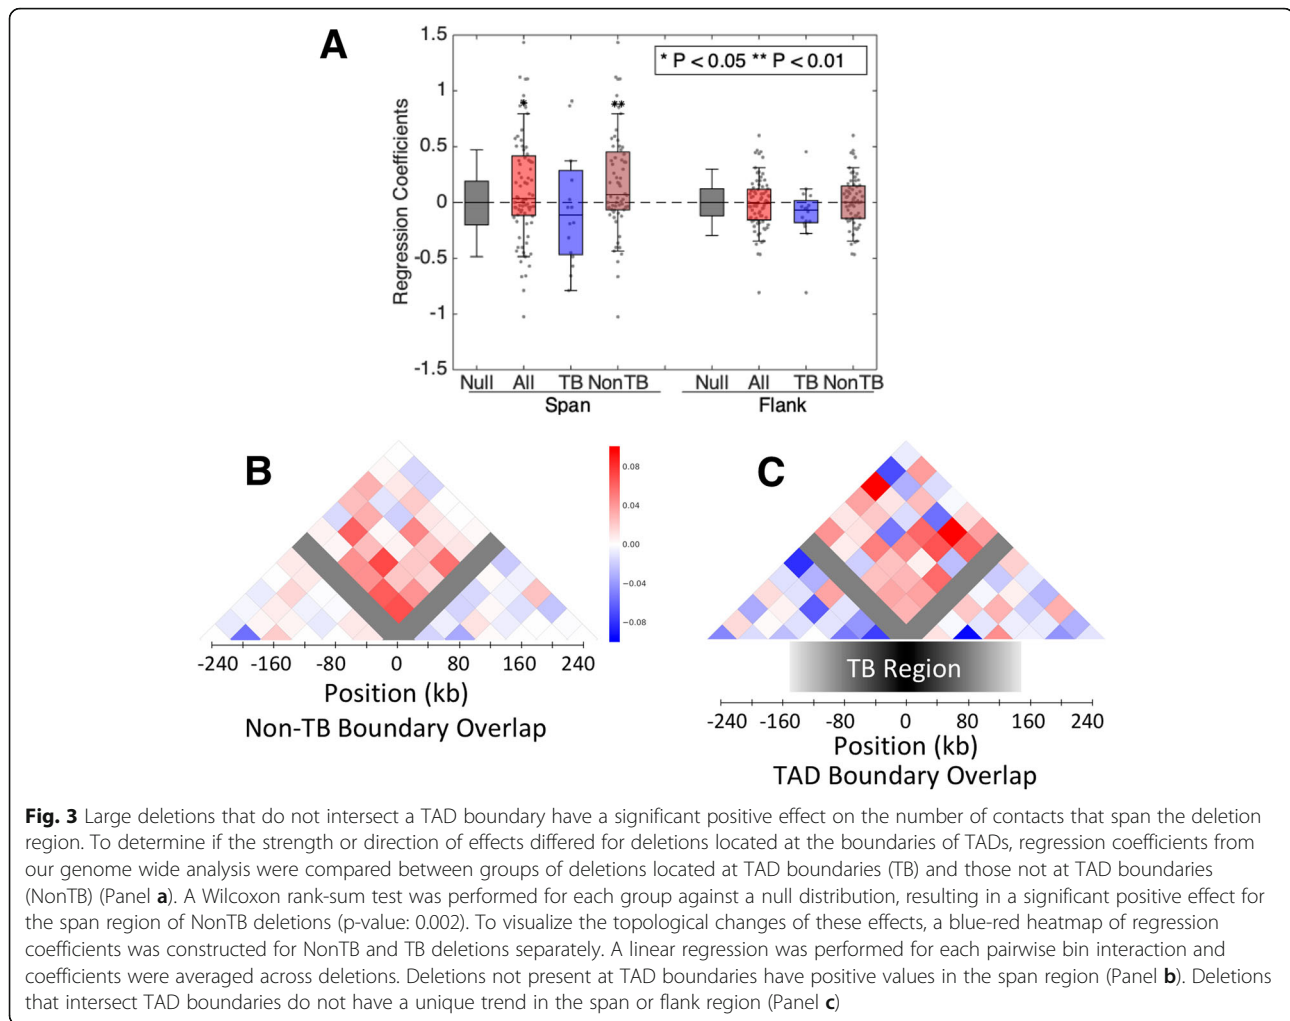 A
1.5
1
0.5
0
-0.5
-1
-1.5
Regression Coefficients
* P < 0.05 ** P < 0.01
*
**
Null All TB NonTB Null All TB NonTB
Span Flank
B
0.08
0.04
0.00
-0.04
-0.08
C
-240 -160 -80 0 80 160 240
Position (kb)
Non-TB Boundary Overlap
TB Region
-240 -160 -80 0 80 160 240
Position (kb)
TAD Boundary Overlap
Fig. 3 Large deletions that do not intersect a TAD boundary have a significant positive effect on the number of contacts that span the deletion
region. To determine if the strength or direction of effects differed for deletions located at the boundaries of TADs, regression coefficients from
our genome wide analysis were compared between groups of deletions located at TAD boundaries (TB) and those not at TAD boundaries
(NonTB) (Panel a). A Wilcoxon rank-sum test was performed for each group against a null distribution, resulting in a significant positive effect for
the span region of NonTB deletions (p-value: 0.002). To visualize the topological changes of these effects, a blue-red heatmap of regression
coefficients was constructed for NonTB and TB deletions separately. A linear regression was performed for each pairwise bin interaction and
coefficients were averaged across deletions. Deletions not present at TAD boundaries have positive values in the span region (Panel b). Deletions
that intersect TAD boundaries do not have a unique trend in the span or flank region (Panel c)